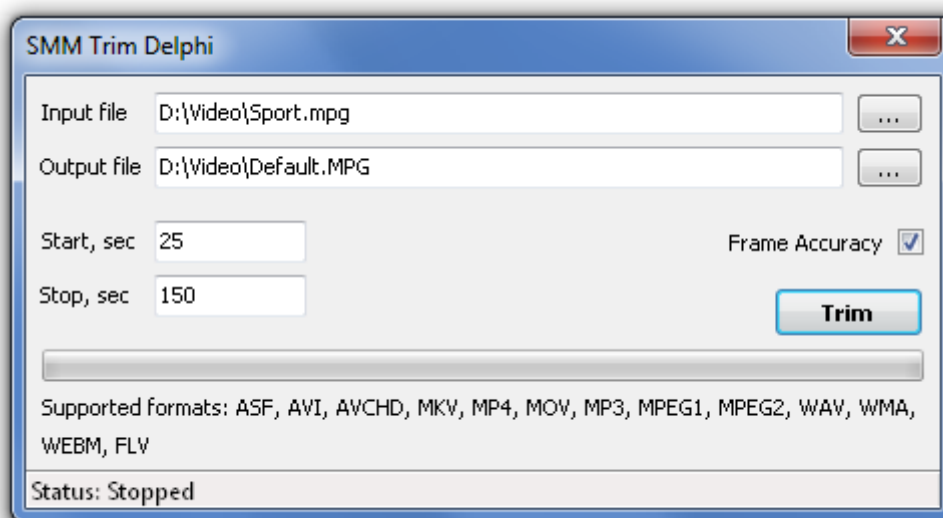 SMM Trim Delphi
x
Input file D:\Video\Sport.mpg ...
Output file D:\Video\Default.MPG ...
Start, sec 25 Frame Accuracy
Stop, sec 150
Trim
Supported formats: ASF, AVI, AVCHD, MKV, MP4, MOV, MP3, MPEG1, MPEG2, WAV, WMA,
WEBM, FLV
Status: Stopped